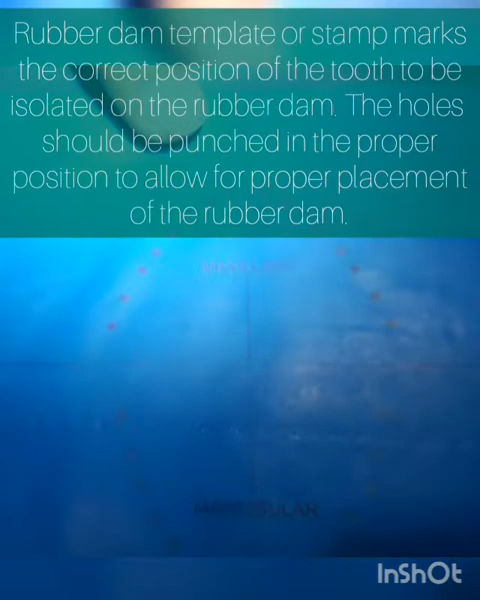 Rubber dam template or stamp marks
the correct position of the tooth to be
isolated on the rubber dam. The holes
should be punched in the proper
position to allow for proper placement
of the rubber dam.
MANDIBULAR
InShOt